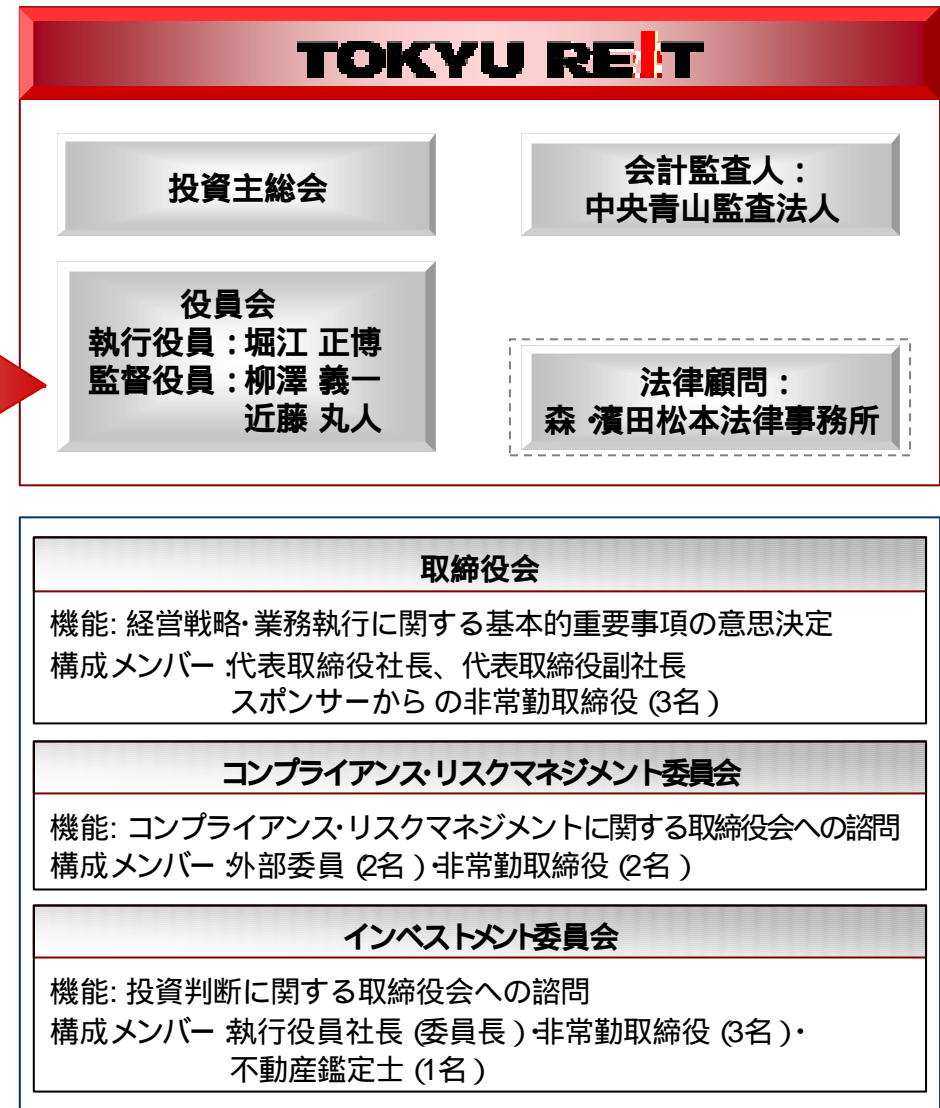 TOKYU REIT
投資主総会
会計監査人：
中央青山監査法人
役員会
執行役員：堀江 正博
監督役員：柳澤 義一
近藤 丸人
法律顧問：
森・濱田松本法律事務所
取締役会
機能: 経営戦略・業務執行に関する基本的重要事項の意思決定
構成メンバー：代表取締役社長、代表取締役副社長
スポンサーからの非常勤取締役 (3名)
コンプライアンス・リスクマネジメント委員会
機能: コンプライアンス・リスクマネジメントに関する取締役会への諮問
構成メンバー：外部委員 (2名)・非常勤取締役 (2名)
インベストメント委員会
機能: 投資判断に関する取締役会への諮問
構成メンバー：執行役員社長 (委員長)・非常勤取締役 (3名)・
不動産鑑定士 (1名)